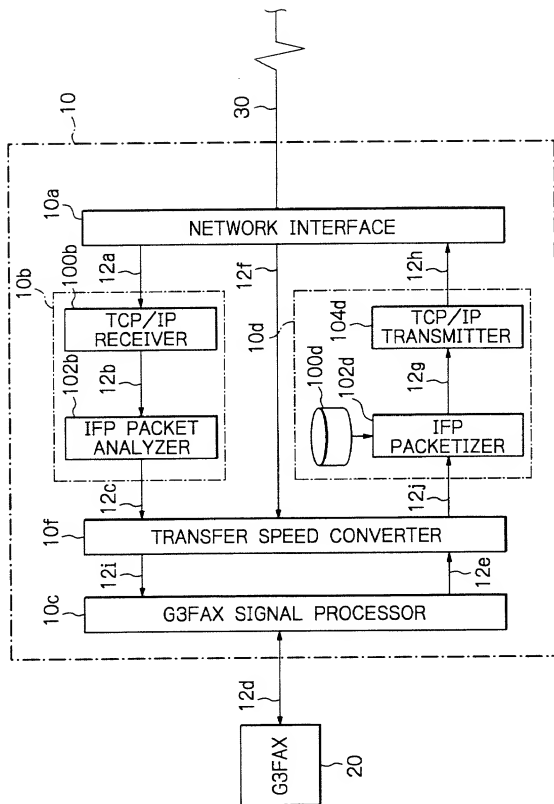 10
30
10a
NETWORK INTERFACE
10b
100b
12a
12f
12h
TCP/IP
RECEIVER
10d
104d
TCP/IP
TRANSMITTER
102b
12b
100d
102d
12g
IFP PACKET
ANALYZER
IFP
PACKETIZER
12c
12j
10f
TRANSFER SPEED CONVERTER
12i
12e
10c
G3FAX SIGNAL PROCESSOR
12d
G3FAX
20